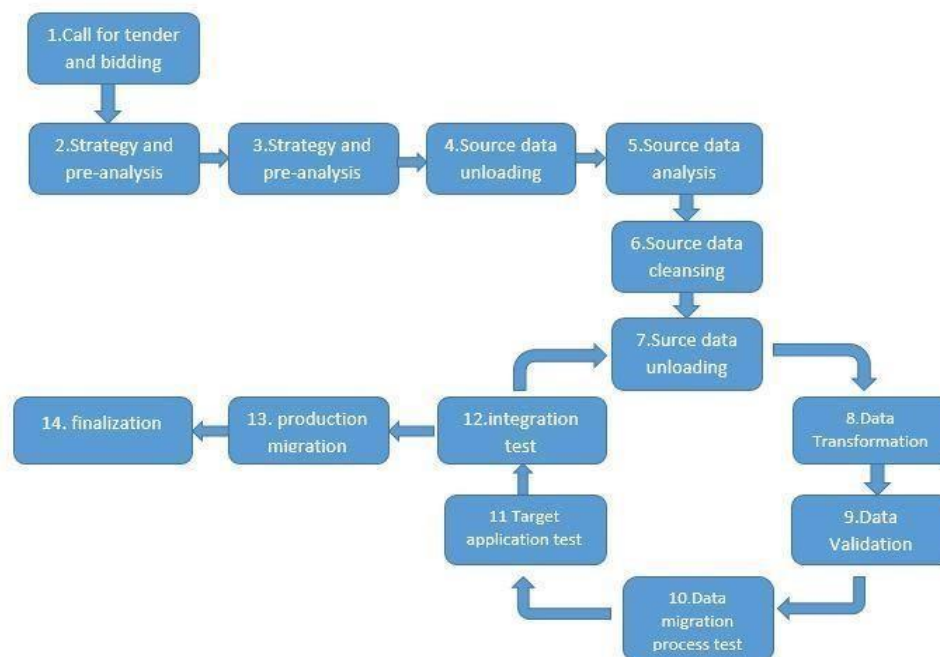 1.Call for tender
and bidding
2.Strategy and
pre-analysis
3.Strategy and
pre-analysis
4.Source data
unloading
5.Source data
analysis
6.Source data
cleansing
7.Surce data
unloading
8.Data
Transformation
9.Data
Validation
10.Data
migration
process test
11 Target
application test
12.integration
test
13. production
migration
14. finalization